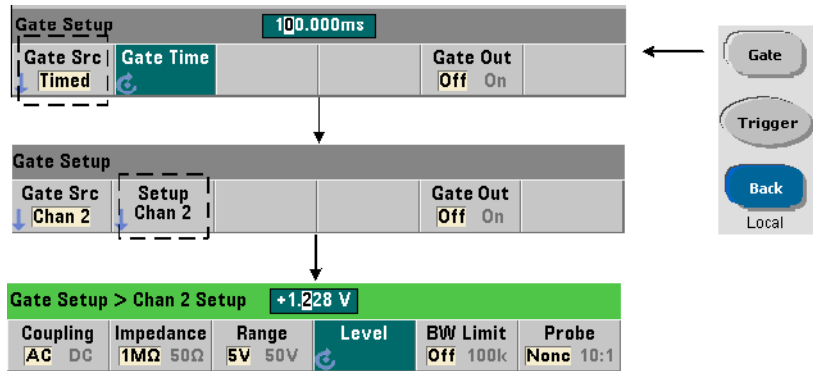 Gate Setup 100.000ms
Gate Src Gate Time Gate Out
Timed Off On
Gate
Trigger
Back
Local
Gate Setup
Gate Src Setup Gate Out
Chan 2 Chan 2 Off On
Gate Setup > Chan 2 Setup +1.228 V
Coupling Impedance Range Level BW Limit Probe
AC DC 1MΩ 50Ω 5V 50V Off 100k None 10:1